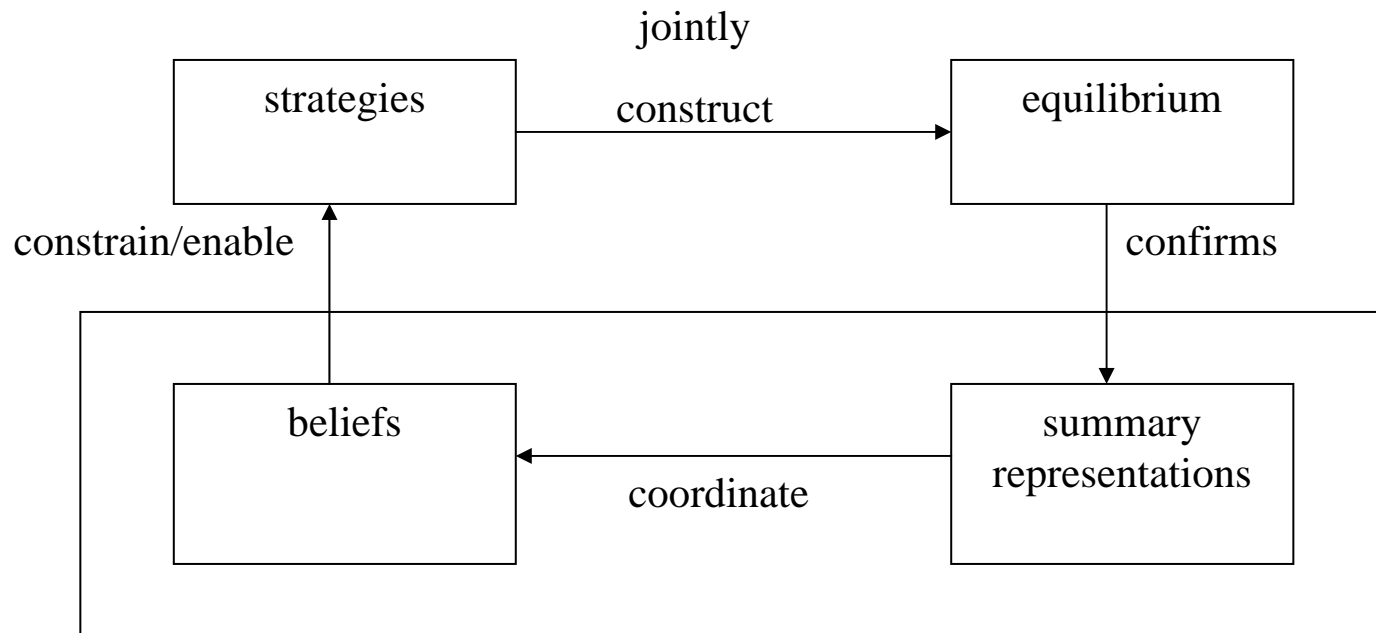 jointly
strategies
construct
equilibrium
constrain/enable
confirms
beliefs
summary
representations
coordinate